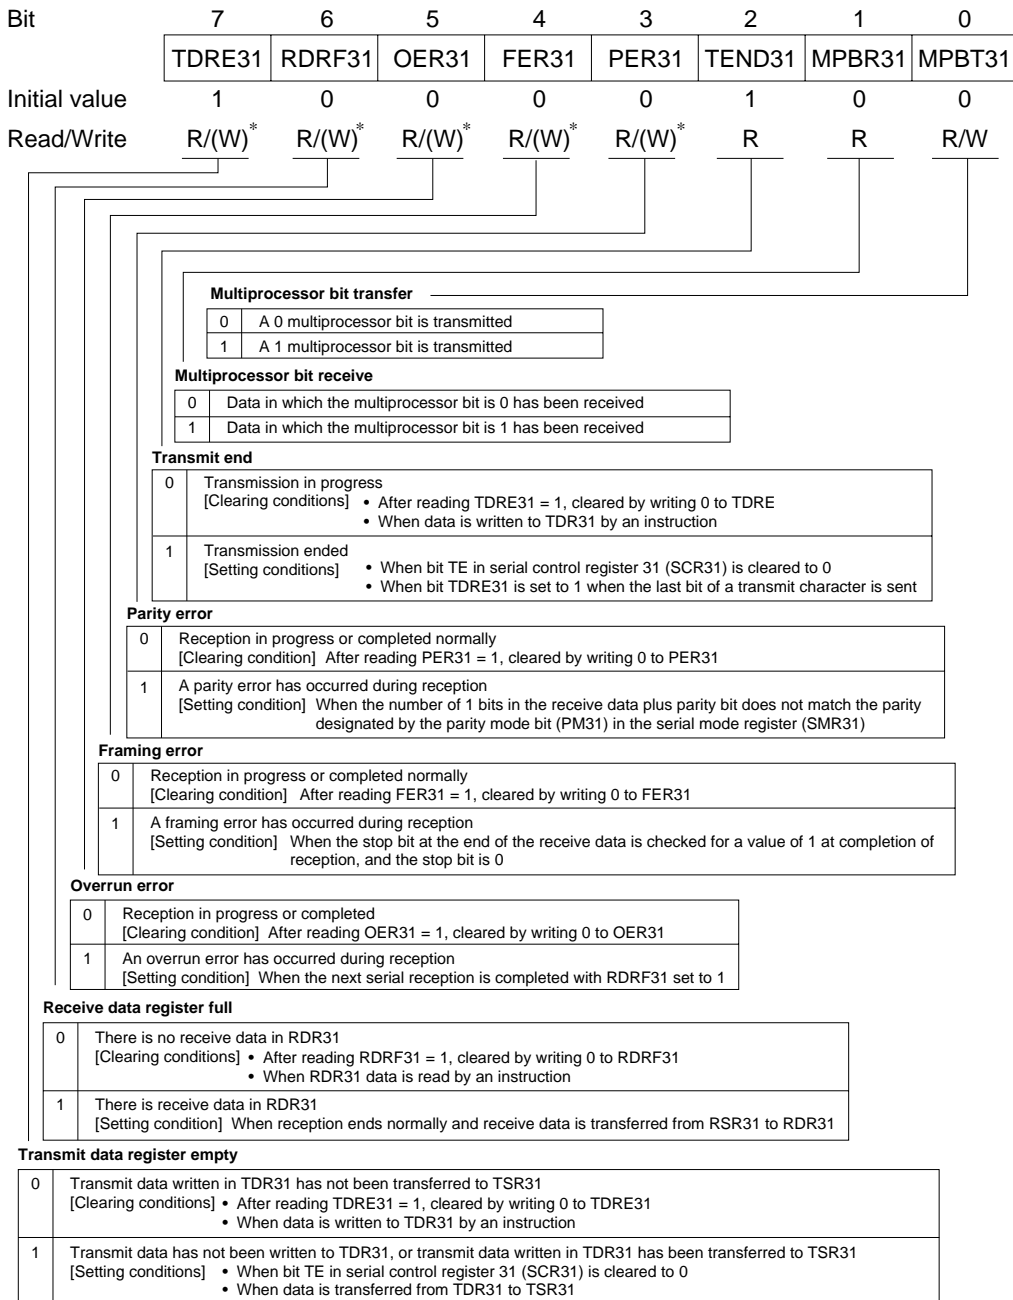 Bit 7 6 5 4 3 2 1 0
TDRE31 RDRF31 OER31 FER31 PER31 TEND31 MPBR31 MPBT31
Initial value 1 0 0 0 0 1 0 0
Read/Write R/(W)* R/(W)* R/(W)* R/(W)* R/(W)* R R R/W
Multiprocessor bit transfer
0 A 0 multiprocessor bit is transmitted
1 A 1 multiprocessor bit is transmitted
Multiprocessor bit receive
0 Data in which the multiprocessor bit is 0 has been received
1 Data in which the multiprocessor bit is 1 has been received
Transmit end
0 Transmission in progress
[Clearing conditions] • After reading TDRE31 = 1, cleared by writing 0 to TDRE
• When data is written to TDR31 by an instruction
1 Transmission ended
[Setting conditions] • When bit TE in serial control register 31 (SCR31) is cleared to 0
• When bit TDRE31 is set to 1 when the last bit of a transmit character is sent
Parity error
0 Reception in progress or completed normally
[Clearing condition] After reading PER31 = 1, cleared by writing 0 to PER31
1 A parity error has occurred during reception
[Setting condition] When the number of 1 bits in the receive data plus parity bit does not match the parity
designated by the parity mode bit (PM31) in the serial mode register (SMR31)
Framing error
0 Reception in progress or completed normally
[Clearing condition] After reading FER31 = 1, cleared by writing 0 to FER31
1 A framing error has occurred during reception
[Setting condition] When the stop bit at the end of the receive data is checked for a value of 1 at completion of
reception, and the stop bit is 0
Overrun error
0 Reception in progress or completed
[Clearing condition] After reading OER31 = 1, cleared by writing 0 to OER31
1 An overrun error has occurred during reception
[Setting condition] When the next serial reception is completed with RDRF31 set to 1
Receive data register full
0 There is no receive data in RDR31
[Clearing conditions] • After reading RDRF31 = 1, cleared by writing 0 to RDRF31
• When RDR31 data is read by an instruction
1 There is receive data in RDR31
[Setting condition] When reception ends normally and receive data is transferred from RSR31 to RDR31
Transmit data register empty
0 Transmit data written in TDR31 has not been transferred to TSR31
[Clearing conditions] • After reading TDRE31 = 1, cleared by writing 0 to TDRE31
• When data is written to TDR31 by an instruction
1 Transmit data has not been written to TDR31, or transmit data written in TDR31 has been transferred to TSR31
[Setting conditions] • When bit TE in serial control register 31 (SCR31) is cleared to 0
• When data is transferred from TDR31 to TSR31